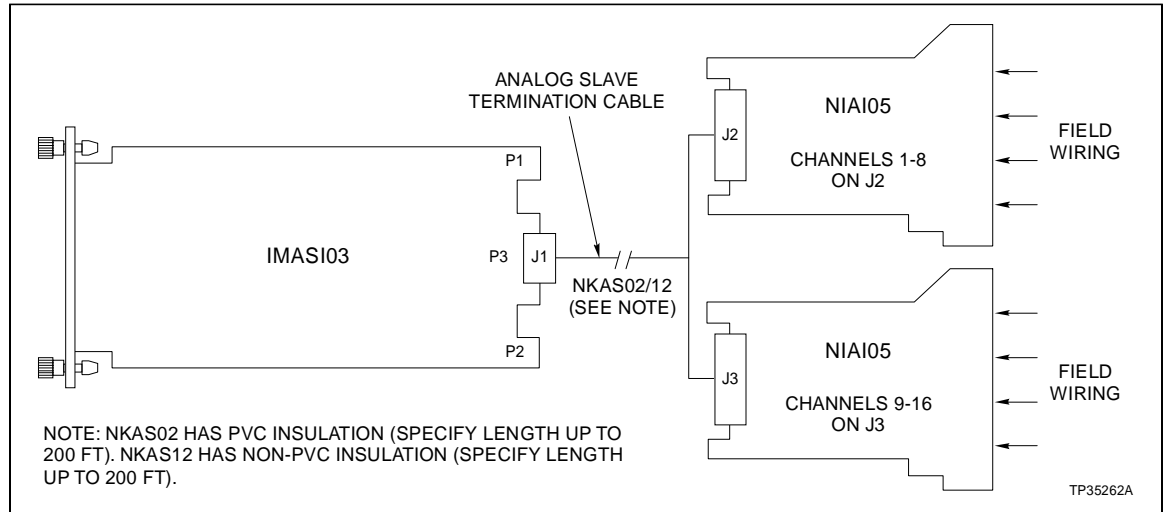 ANALOG SLAVE
TERMINATION CABLE
P1
IMASI03
P3
J1
P2
NKAS02/12
(SEE NOTE)
J2
NIAI05
CHANNELS 1-8
ON J2
FIELD
WIRING
J3
NIAI05
CHANNELS 9-16
ON J3
FIELD
WIRING
NOTE: NKAS02 HAS PVC INSULATION (SPECIFY LENGTH UP TO
200 FT). NKAS12 HAS NON-PVC INSULATION (SPECIFY LENGTH
UP TO 200 FT).
TP35262A